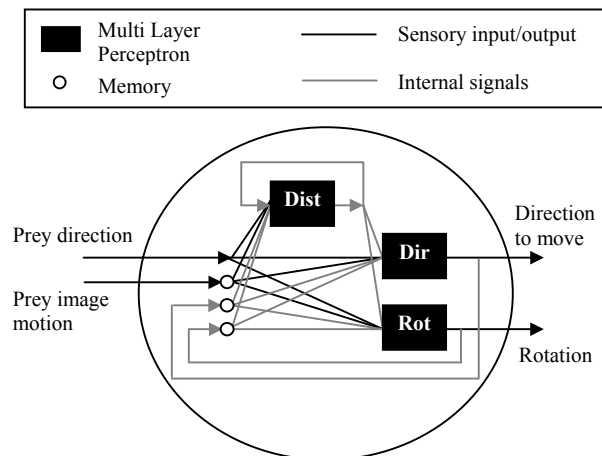 Multi Layer
Perceptron
Sensory input/output
Memory
Internal signals
Dist
Direction
to move
Prey direction
Dir
Prey image
motion
Rot
Rotation